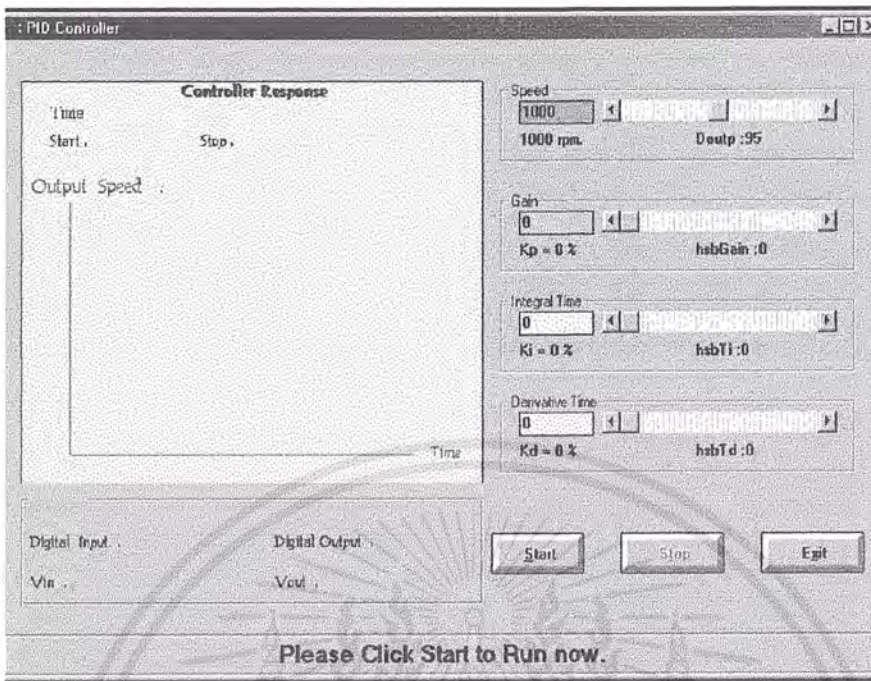 : PID Controller
Controller Response
Time
Start .
Stop .
Output Speed .
Time
Speed
1000
1000 rpm.
Doutp :95
Gain
0
Kp = 0 %
hsbGain :0
Integral Time
0
Ki = 0 %
hsbTi :0
Derivative Time
0
Kd = 0 %
hsbTd :0
Digital Input .
Digital Output .
Vin .
Vout .
Start
Stop
Exit
Please Click Start to Run now.